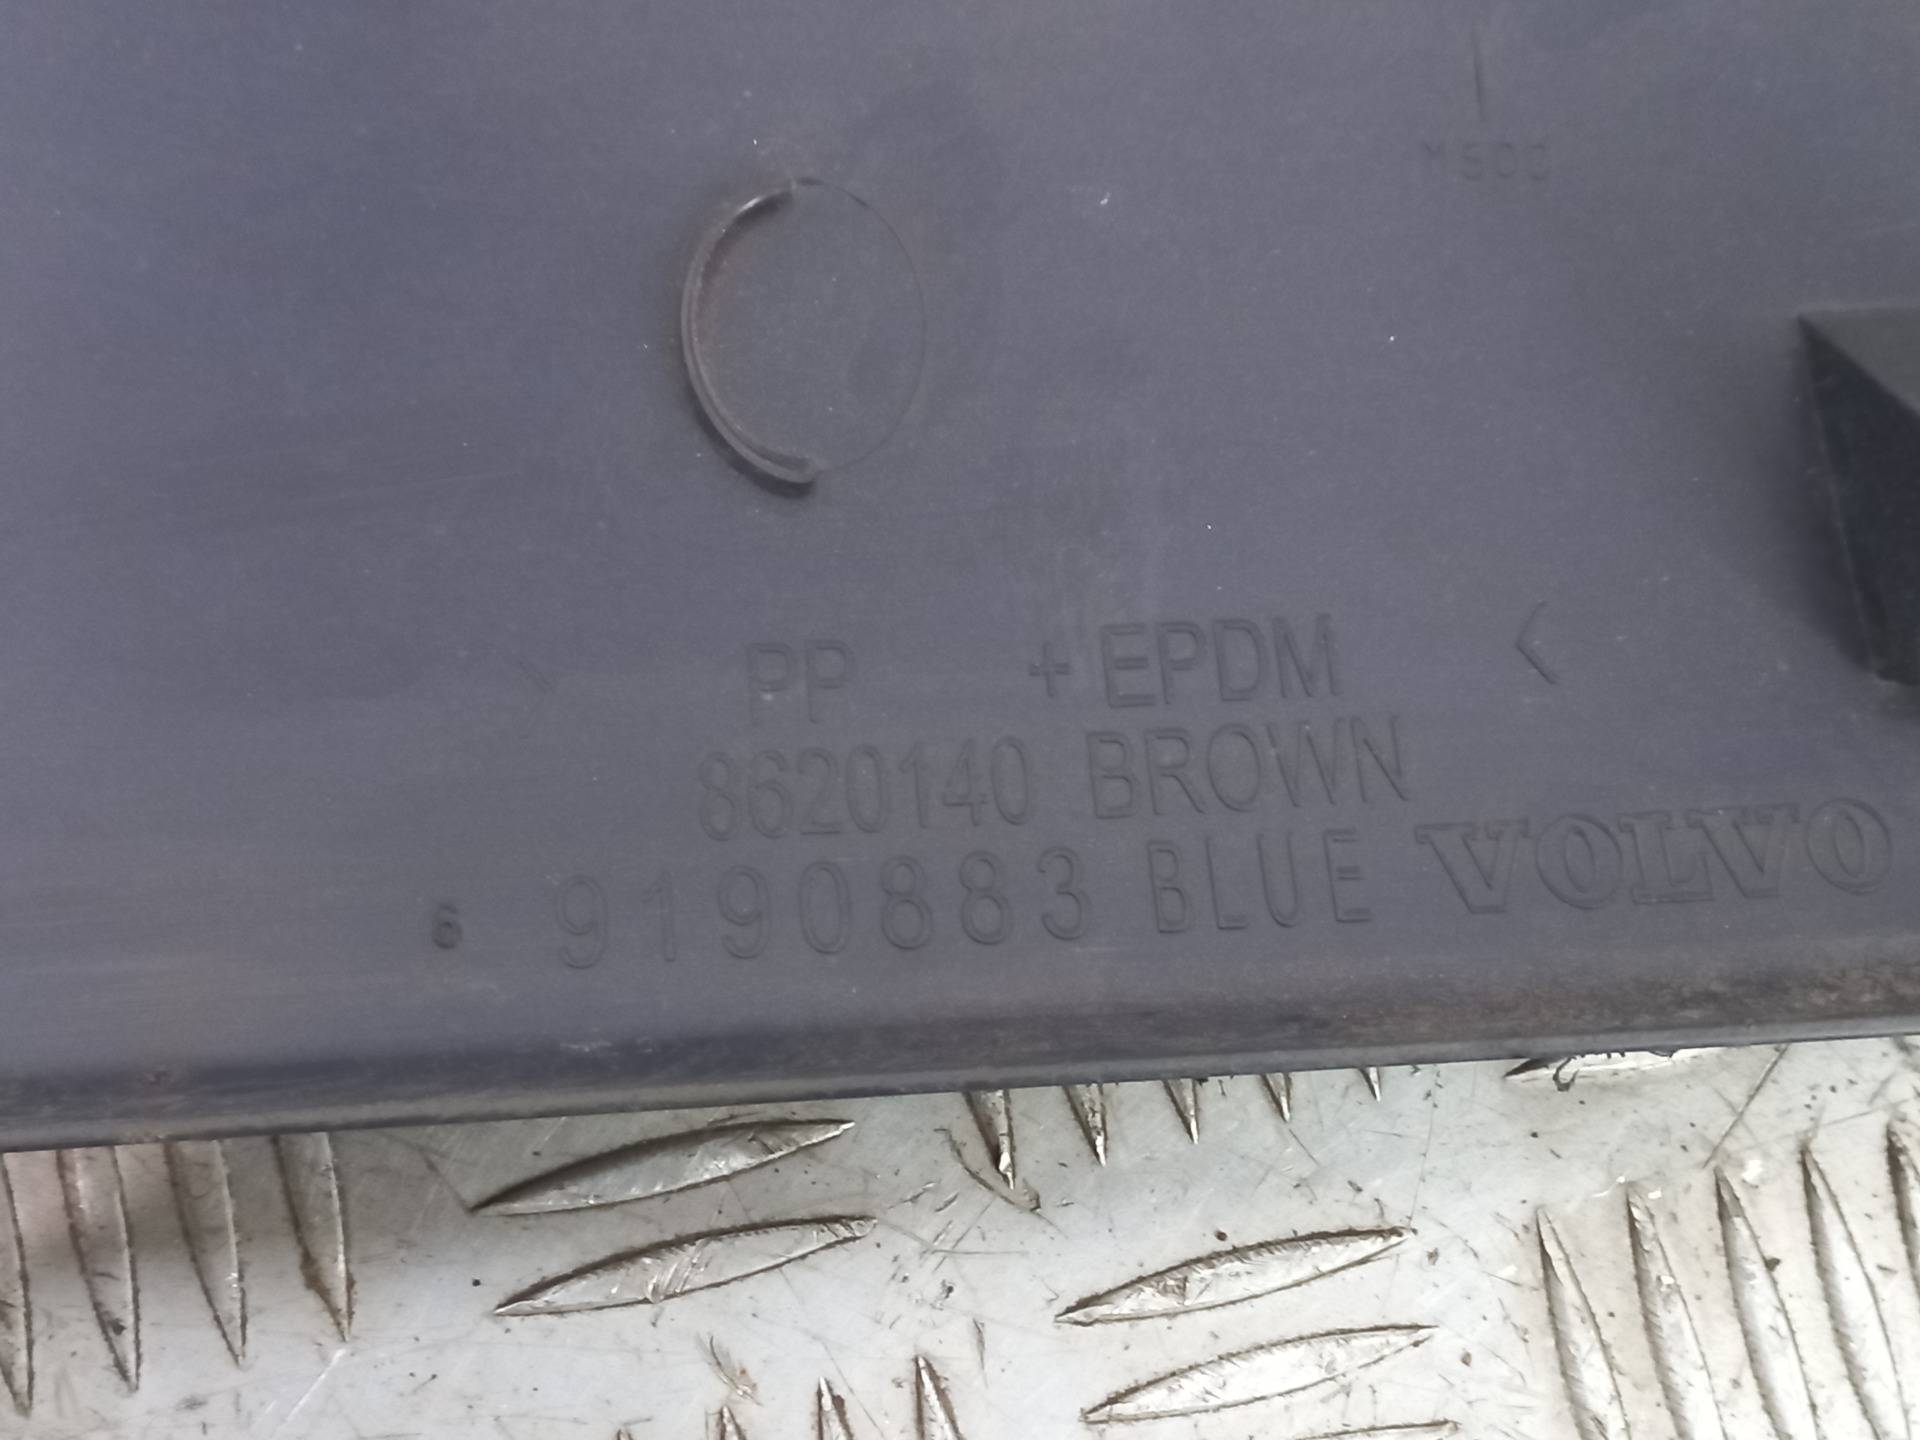 > PP + EPDM <
8620140 BROWN
6 9190883 BLUE VOLVO